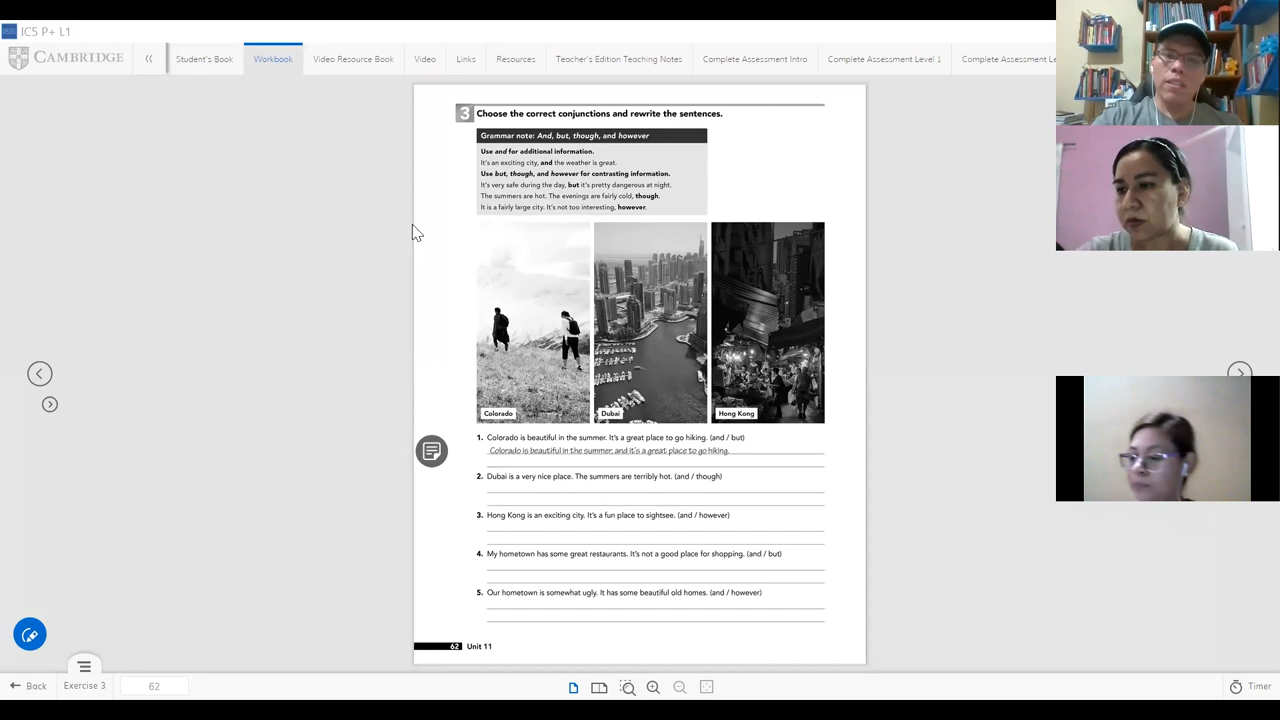 IC5 P+ L1
CAMBRIDGE
Student's Book
Workbook
Video Resource Book
Video
Links
Resources
Teacher's Edition Teaching Notes
Complete Assessment Intro
Complete Assessment Level 1
Complete Assessment Le
3 Choose the correct conjunctions and rewrite the sentences.
Grammar note: And, but, though, and however
Use and for additional information.
It's an exciting city, and the weather is great.
Use but, though, and however for contrasting information.
It's very safe during the day, but it's pretty dangerous at night.
The summers are hot. The evenings are fairly cold, though.
It is a fairly large city. It's not too interesting, however.
Colorado
Dubai
Hong Kong
1. Colorado is beautiful in the summer. It's a great place to go hiking. (and / but)
Colorado is beautiful in the summer, and it's a great place to go hiking.
2. Dubai is a very nice place. The summers are terribly hot. (and / though)
3. Hong Kong is an exciting city. It's a fun place to sightsee. (and / however)
4. My hometown has some great restaurants. It's not a good place for shopping. (and / but)
5. Our hometown is somewhat ugly. It has some beautiful old homes. (and / however)
62 Unit 11
Back
Exercise 3
62
Timer